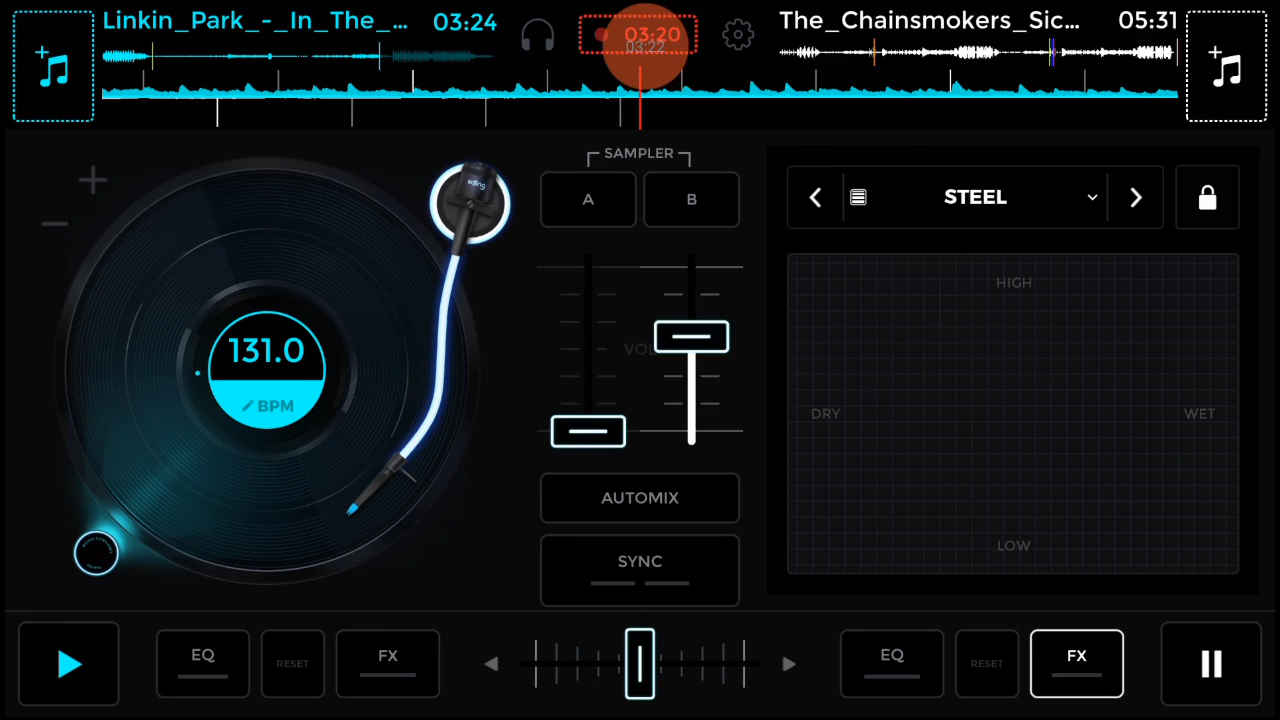 Linkin_Park_-_In_The_... 03:24
03:20
03:22
The_Chainsmokers_Sic... 05:31
SAMPLER
A
B
STEEL
edjing
131.0
BPM
VOL
HIGH
DRY
WET
LOW
AUTOMIX
SYNC
EQ
RESET
FX
EQ
RESET
FX